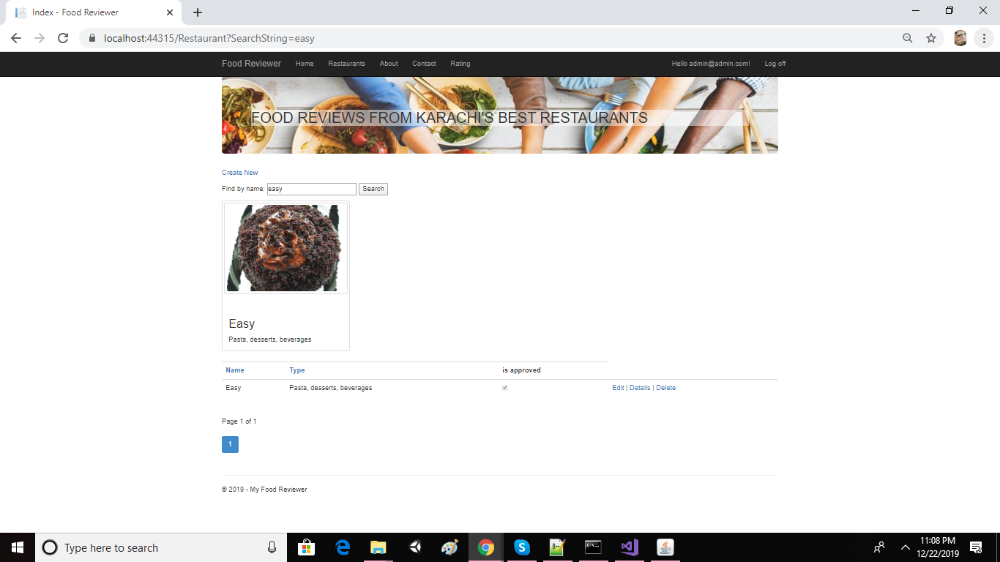 Index - Food Reviewer
localhost:44315/Restaurant?SearchString=easy
Food Reviewer Home Restaurants About Contact Rating Hello admin@admin.com! Log off
FOOD REVIEWS FROM KARACHI'S BEST RESTAURANTS
Create New
Find by name: easy Search
Easy
Pasta, desserts, beverages
Name Type is approved
Easy Pasta, desserts, beverages Edit | Details | Delete
Page 1 of 1
1
© 2019 - My Food Reviewer
Type here to search
11:08 PM
12/22/2019